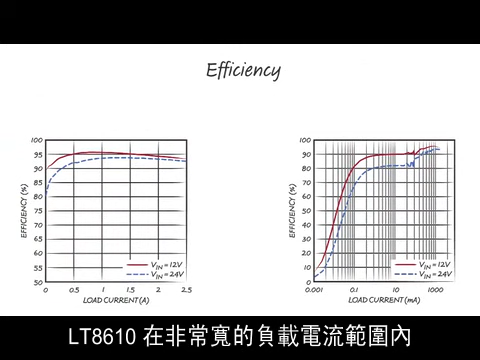 Efficiency
100
95
90
85
80
75
70
65
60
55
50
EFFICIENCY (%)
0 0.5 1 1.5 2 2.5
LOAD CURRENT (A)
VIN = 12V
VIN = 24V
100
90
80
70
60
50
40
30
20
10
0
EFFICIENCY (%)
0.001 0.1 10 1000
LOAD CURRENT (mA)
VIN = 12V
VIN = 24V
LT8610 在非常寬的負載電流範圍內